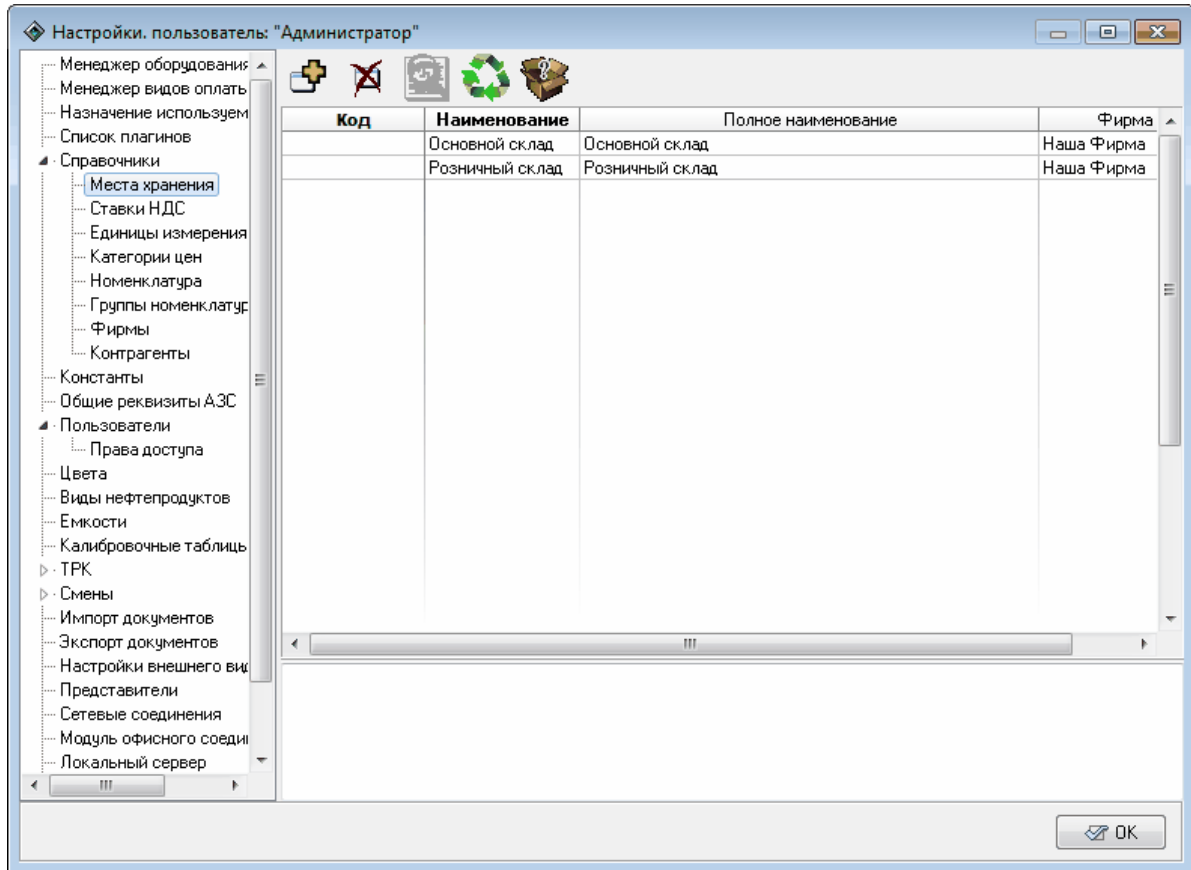 Настройки. пользователь: "Администратор"
Менеджер оборудования
Менеджер видов оплать
Назначение используем
Список плагинов
Справочники
Места хранения
Ставки НДС
Единицы измерения
Категории цен
Номенклатура
Группы номенклатур
Фирмы
Контрагенты
Константы
Общие реквизиты АЗС
Пользователи
Права доступа
Цвета
Виды нефтепродуктов
Емкости
Калибровочные таблиць
ТРК
Смены
Импорт документов
Экспорт документов
Настройки внешнего вид
Представители
Сетевые соединения
Модуль офисного соеди
Локальный сервер
Код Наименование Полное наименование Фирма
Основной склад Основной склад Наша Фирма
Розничный склад Розничный склад Наша Фирма
OK